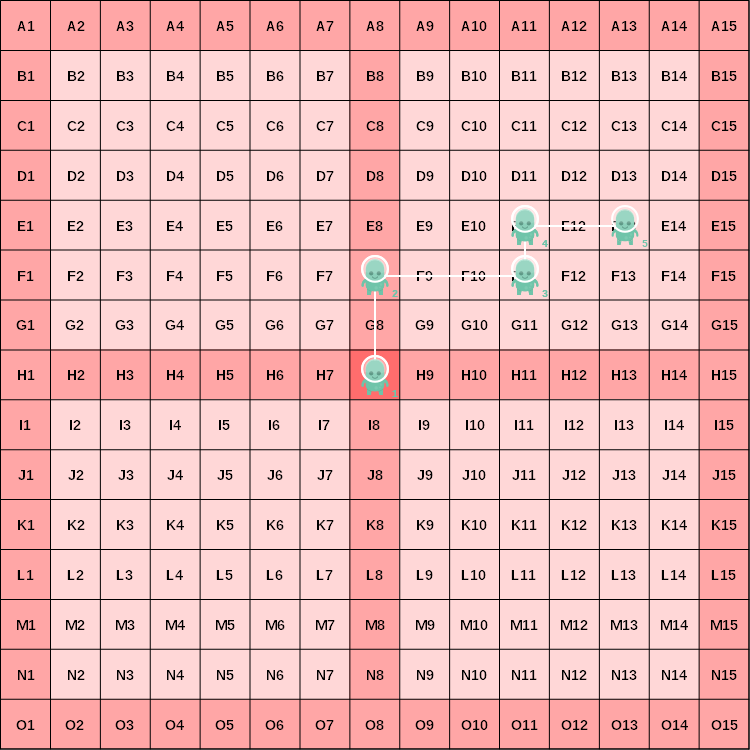 A1 A2 A3 A4 A5 A6 A7 A8 A9 A10 A11 A12 A13 A14 A15
B1 B2 B3 B4 B5 B6 B7 B8 B9 B10 B11 B12 B13 B14 B15
C1 C2 C3 C4 C5 C6 C7 C8 C9 C10 C11 C12 C13 C14 C15
D1 D2 D3 D4 D5 D6 D7 D8 D9 D10 D11 D12 D13 D14 D15
E1 E2 E3 E4 E5 E6 E7 E8 E9 E10 4 E12 5 E14 E15
F1 F2 F3 F4 F5 F6 F7 2 F9 F10 3 F12 F13 F14 F15
G1 G2 G3 G4 G5 G6 G7 G8 G9 G10 G11 G12 G13 G14 G15
H1 H2 H3 H4 H5 H6 H7 1 H9 H10 H11 H12 H13 H14 H15
I1 I2 I3 I4 I5 I6 I7 I8 I9 I10 I11 I12 I13 I14 I15
J1 J2 J3 J4 J5 J6 J7 J8 J9 J10 J11 J12 J13 J14 J15
K1 K2 K3 K4 K5 K6 K7 K8 K9 K10 K11 K12 K13 K14 K15
L1 L2 L3 L4 L5 L6 L7 L8 L9 L10 L11 L12 L13 L14 L15
M1 M2 M3 M4 M5 M6 M7 M8 M9 M10 M11 M12 M13 M14 M15
N1 N2 N3 N4 N5 N6 N7 N8 N9 N10 N11 N12 N13 N14 N15
O1 O2 O3 O4 O5 O6 O7 O8 O9 O10 O11 O12 O13 O14 O15